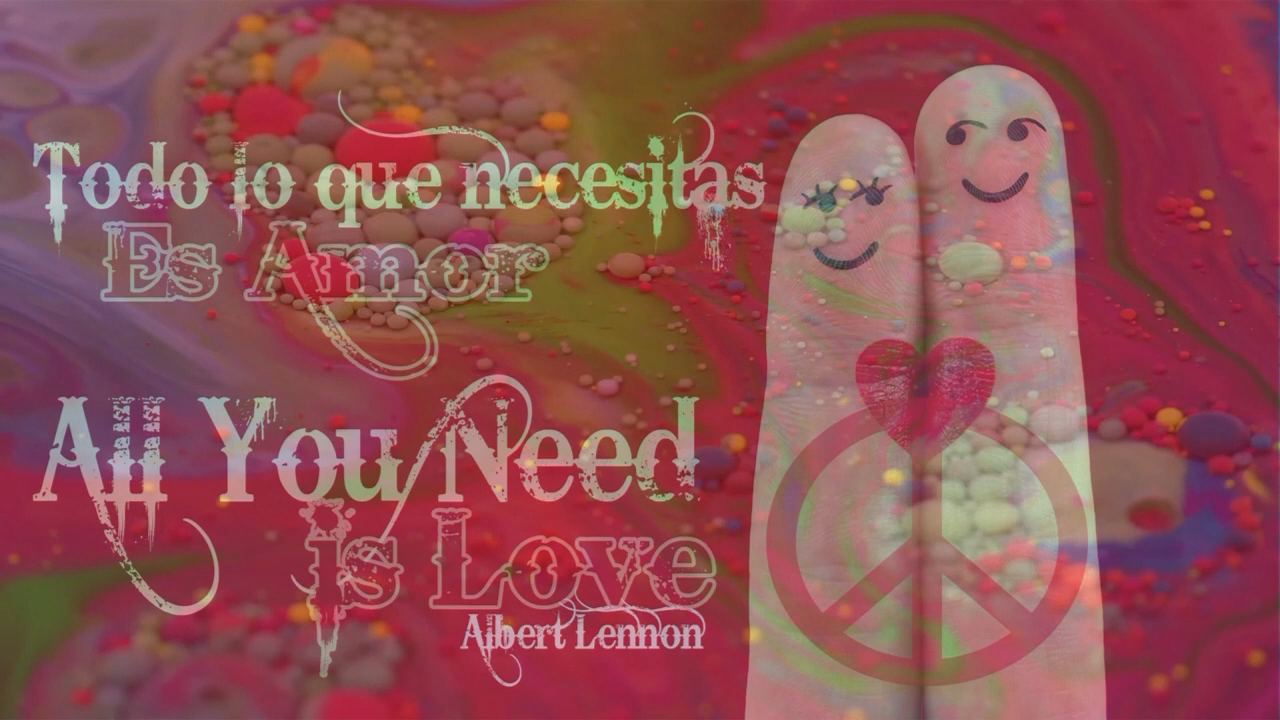 Todo lo que necesitas
Es Amor
All You Need
is Love
Albert Lennon